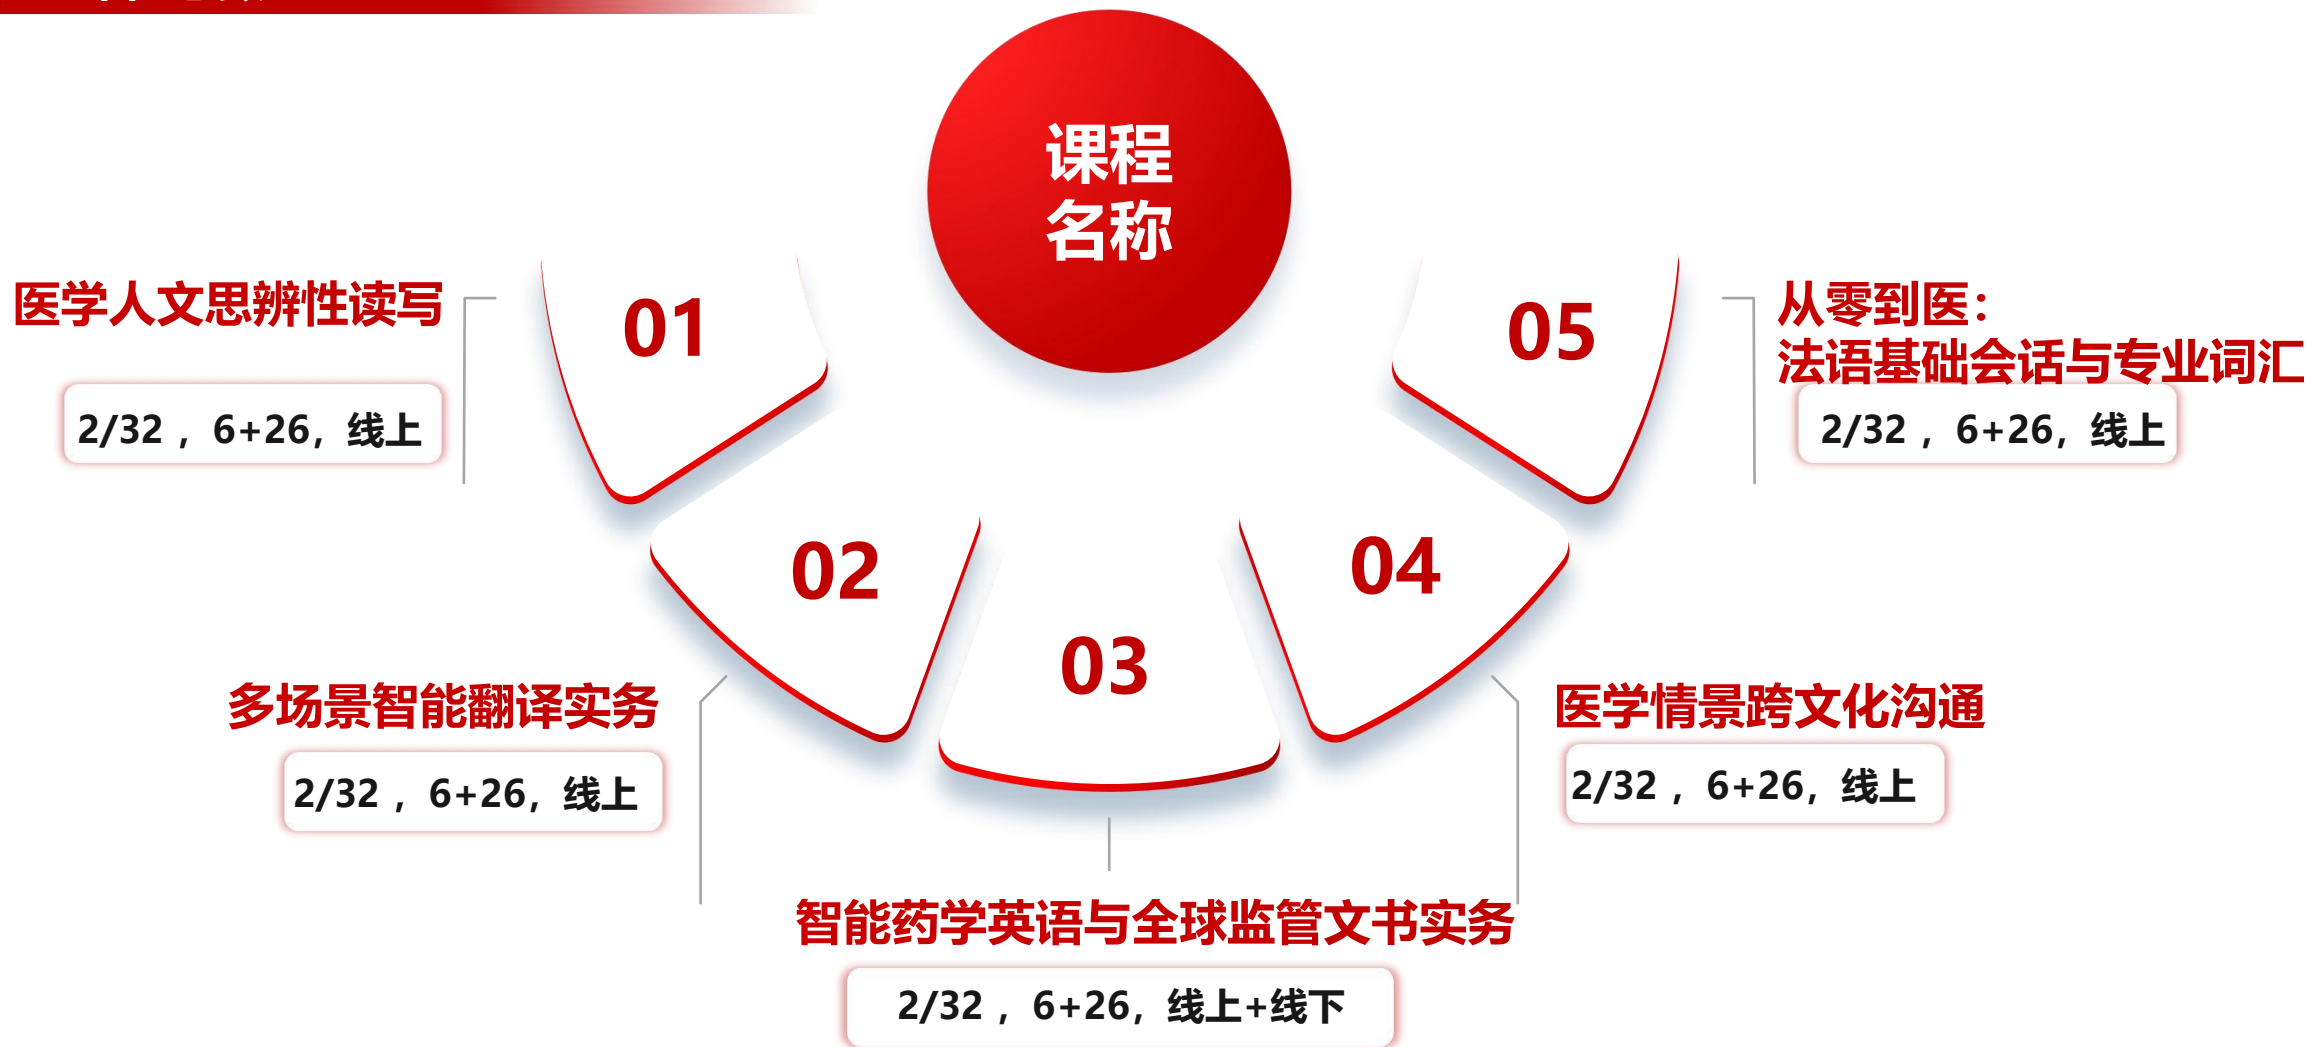 课程
名称
01
医学人文思辨性读写
2/32 ，6+26，线上
02
多场景智能翻译实务
2/32 ，6+26，线上
03
智能药学英语与全球监管文书实务
2/32 ，6+26，线上+线下
04
医学情景跨文化沟通
2/32 ，6+26，线上
05
从零到医：
法语基础会话与专业词汇
2/32 ，6+26，线上